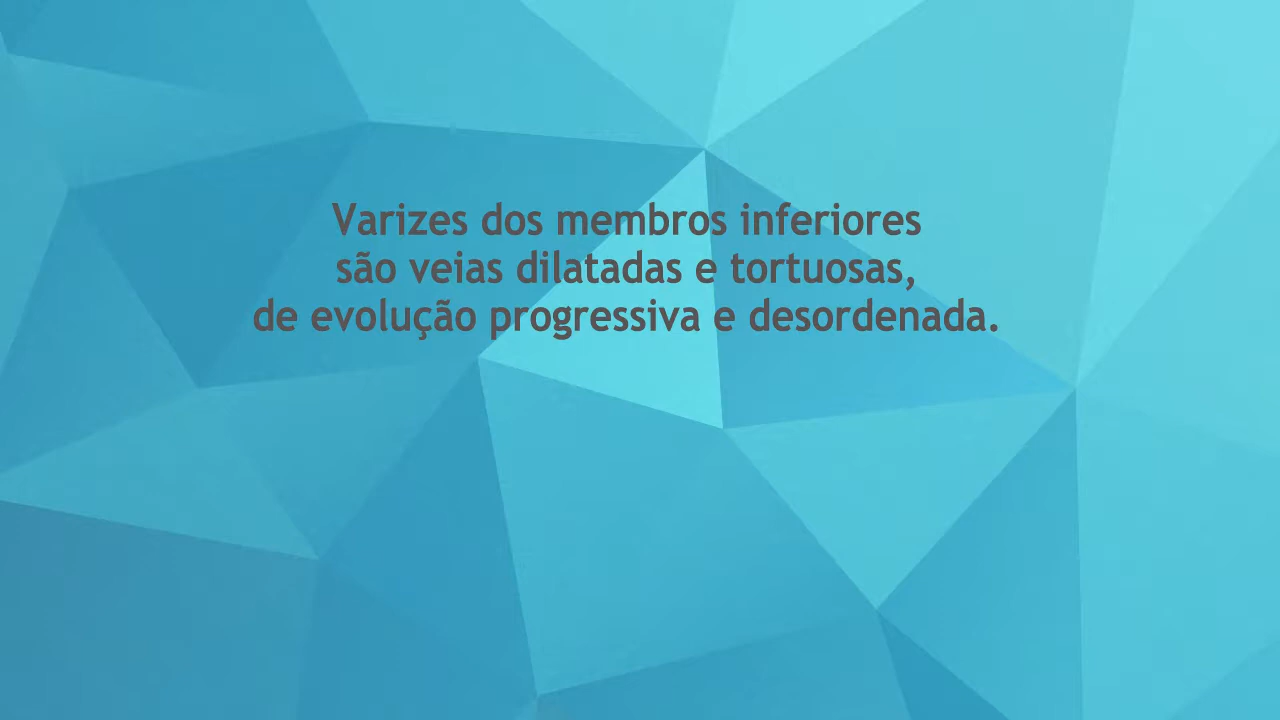 Varizes dos membros inferiores
são veias dilatadas e tortuosas,
de evolução progressiva e desordenada.